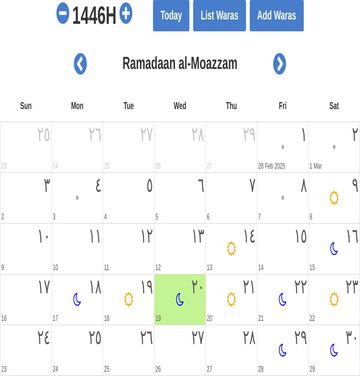 1446H
Today
List Waras
Add Waras
Ramadaan al-Moazzam
Sun Mon Tue Wed Thu Fri Sat
٢٥ ٢٦ ٢٧ ٢٨ ٢٩ ١ ٢
23 24 25 26 27 28 Feb 2025 1 Mar
٣ ٤ ٥ ٦ ٧ ٨ ٩
2 3 4 5 6 7 8
١٠ ١١ ١٢ ١٣ ١٤ ١٥ ١٦
9 10 11 12 13 14 15
١٧ ١٨ ١٩ ٢٠ ٢١ ٢٢ ٢٣
16 17 18 19 20 21 22
٢٤ ٢٥ ٢٦ ٢٧ ٢٨ ٢٩ ٣٠
23 24 25 26 27 28 29